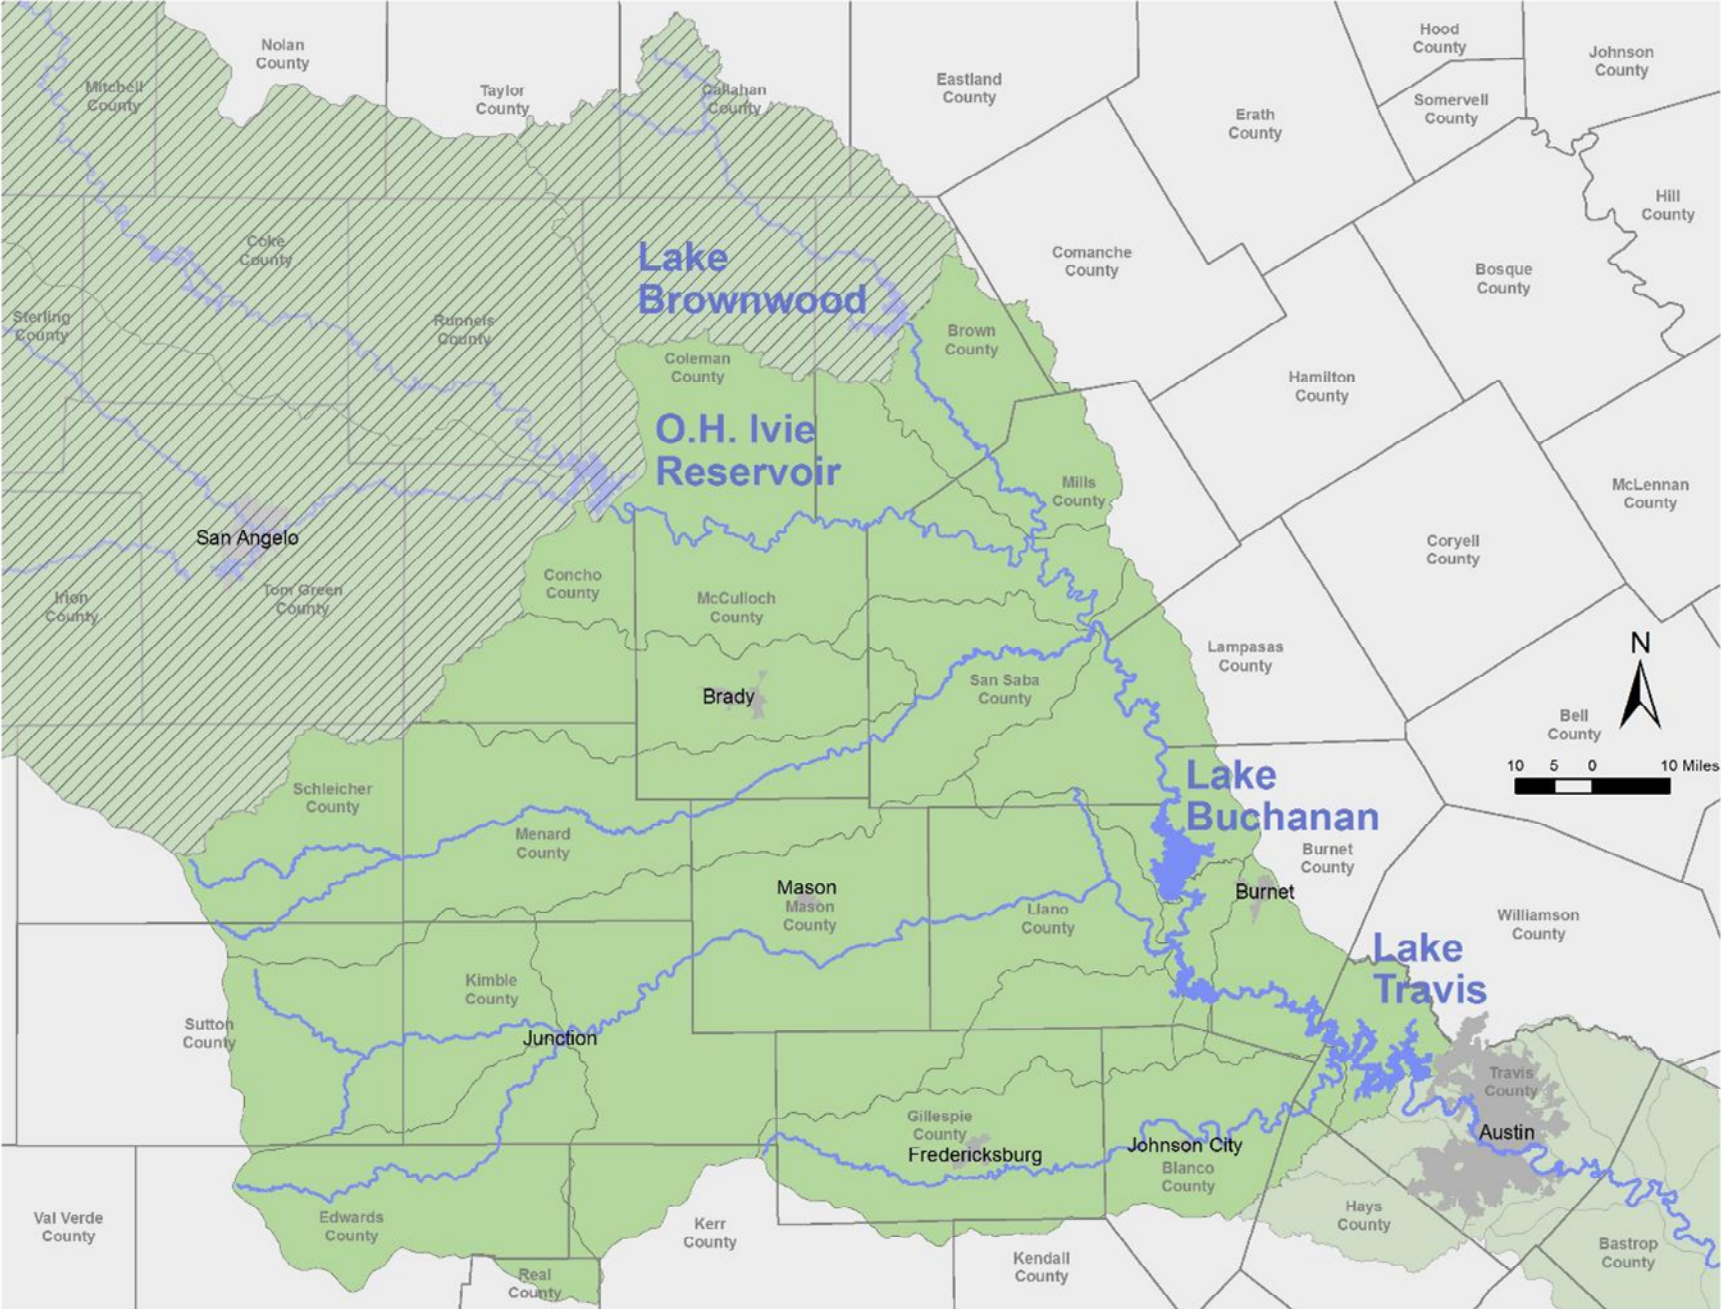 Nolan
County
Hood
County
Johnson
County
Mitchell
County
Taylor
County
Callahan
County
Eastland
County
Erath
County
Somervell
County
Hill
County
Coke
County
Lake
Brownwood
Comanche
County
Bosque
County
Sterling
County
Runnels
County
Brown
County
Coleman
County
Hamilton
County
O.H. Ivie
Reservoir
Mills
County
McLennan
County
San Angelo
Coryell
County
Irion
County
Tom Green
County
Concho
County
McCulloch
County
Lampasas
County
N
Brady
San Saba
County
Bell
County
10 5 0 10 Miles
Schleicher
County
Lake
Buchanan
Menard
County
Burnet
County
Mason
Mason
County
Burnet
Llano
County
Williamson
County
Lake
Travis
Kimble
County
Sutton
County
Junction
Travis
County
Gillespie
County
Fredericksburg
Johnson City
Blanco
County
Austin
Val Verde
County
Edwards
County
Kerr
County
Hays
County
Kendall
County
Bastrop
County
Real
County